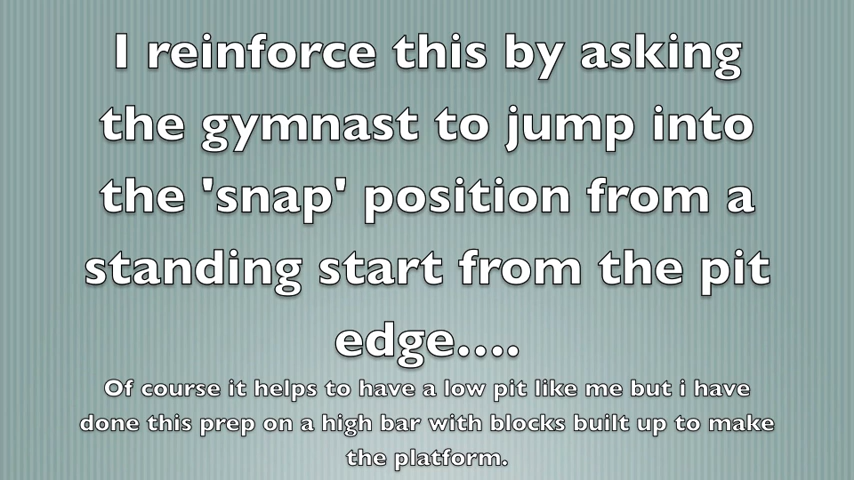 I reinforce this by asking
the gymnast to jump into
the 'snap' position from a
standing start from the pit
edge....
Of course it helps to have a low pit like me but i have
done this prep on a high bar with blocks built up to make
the platform.